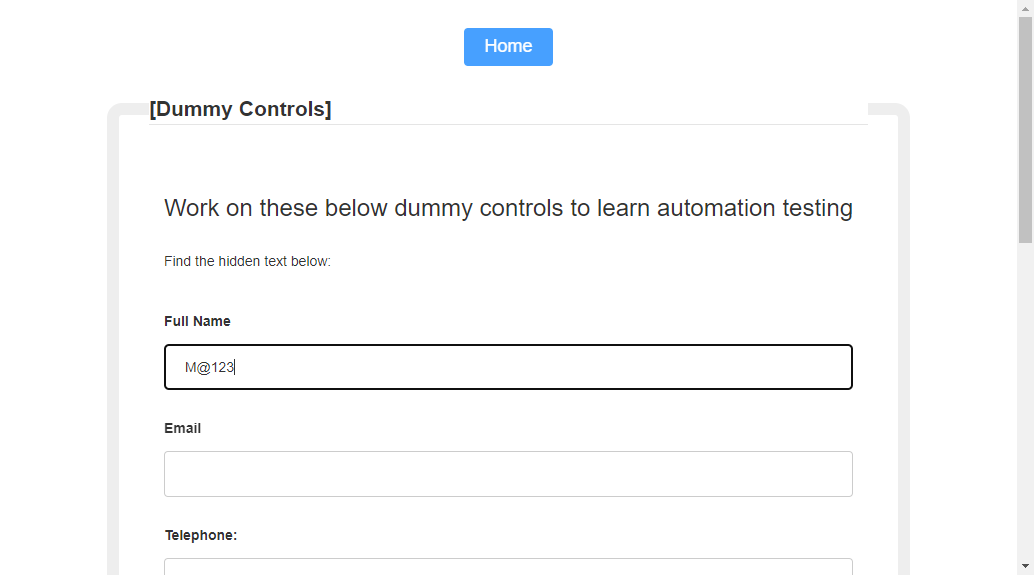 Home
[Dummy Controls]
Work on these below dummy controls to learn automation testing
Find the hidden text below:
Full Name
M@123
Email
Telephone: